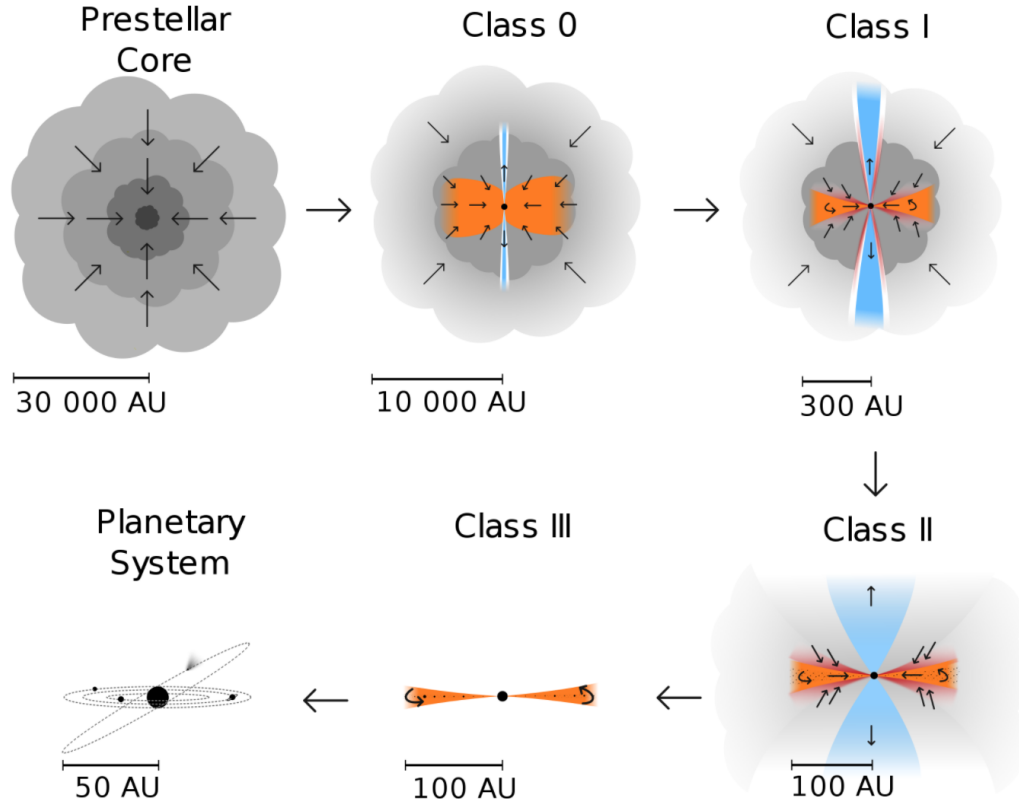 Prestellar
Core
Class 0
Class I
30 000 AU
10 000 AU
300 AU
Planetary
System
Class III
Class II
50 AU
100 AU
100 AU